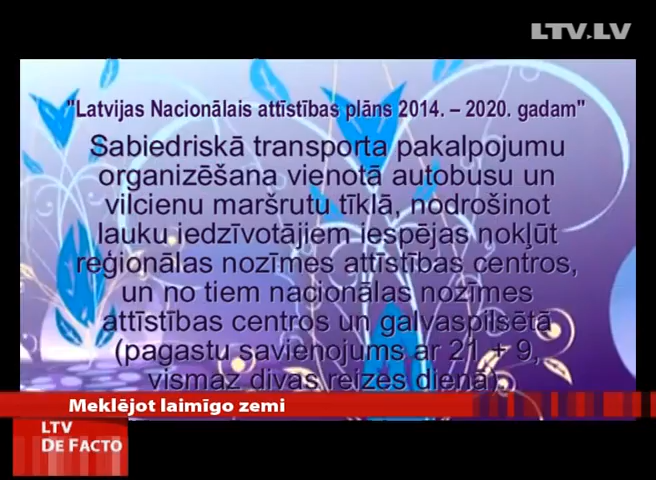 LTV.LV
"Latvijas Nacionālais attīstības plāns 2014. – 2020. gadam"
Sabiedriskā transporta pakalpojumu
organizēšana vienotā autobusu un
vilcienu maršrutu tīklā, nodrošinot
lauku iedzīvotājiem iespējas nokļūt
reģionālas nozīmes attīstības centros,
un no tiem nacionālas nozīmes
attīstības centros un galvaspilsētā
(pagastu savienojums ar 21 + 9,
vismaz divas reizes dienā).
Meklējot laimīgo zemi
LTV
DE FACTO